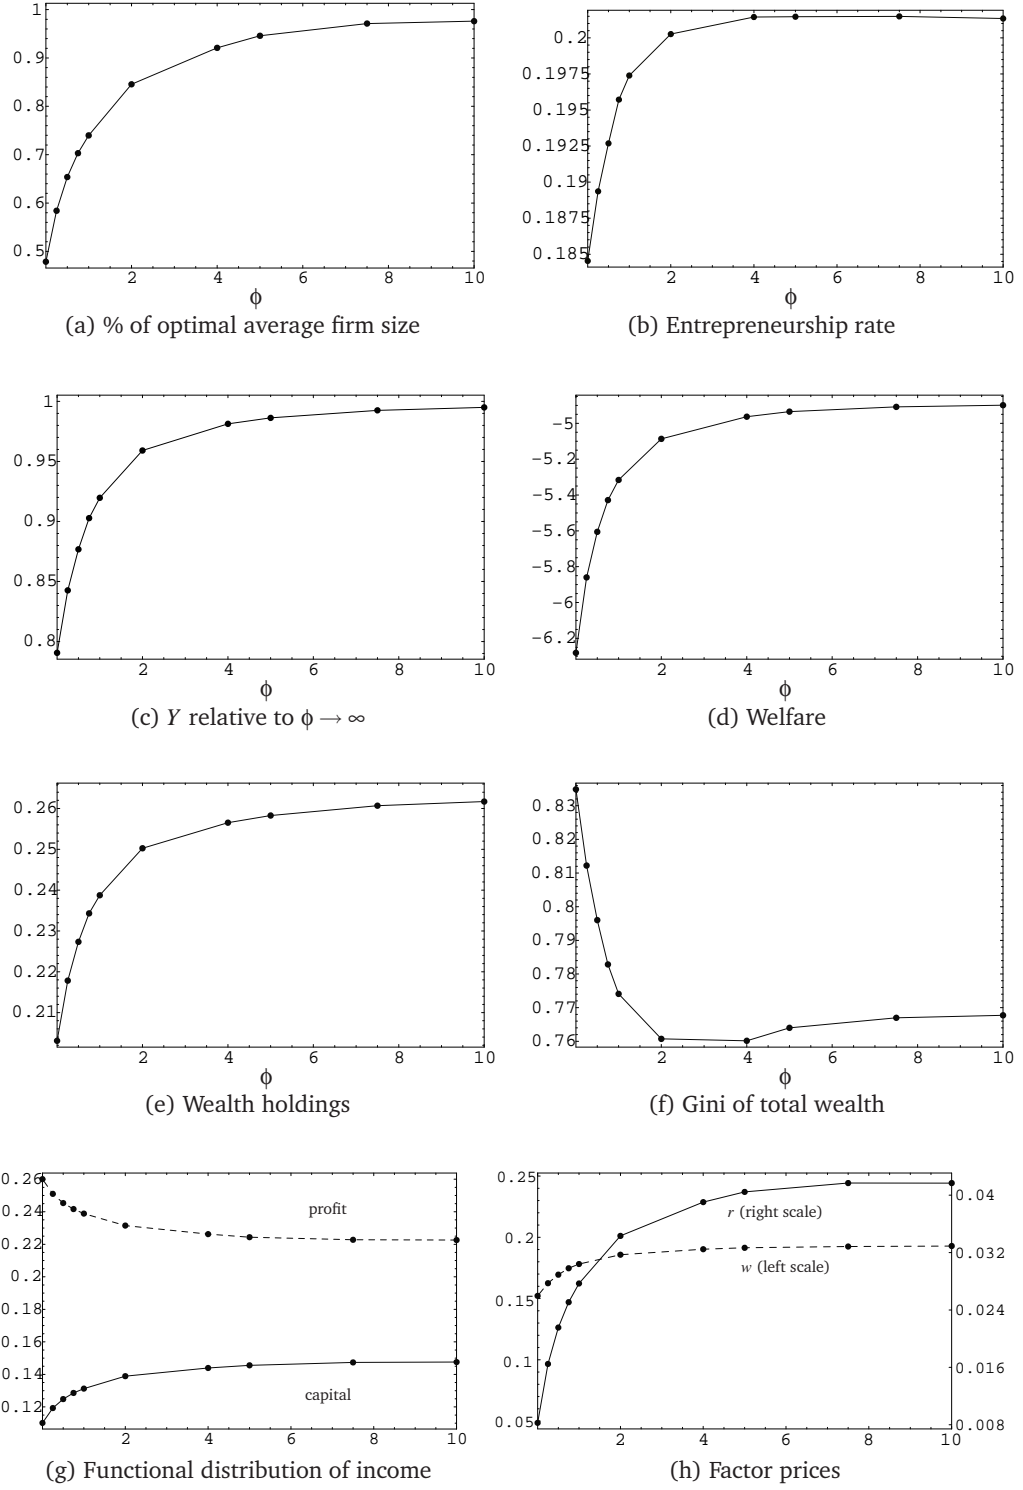 1
0.9
0.8
0.7
0.6
0.5
2 4 6 8 10
ϕ
(a) % of optimal average firm size
0.2
0.1975
0.195
0.1925
0.19
0.1875
0.185
2 4 6 8 10
ϕ
(b) Entrepreneurship rate
1
0.95
0.9
0.85
0.8
2 4 6 8 10
ϕ
(c) Y relative to ϕ → ∞
−5
−5.2
−5.4
−5.6
−5.8
−6
−6.2
2 4 6 8 10
ϕ
(d) Welfare
0.26
0.25
0.24
0.23
0.22
0.21
2 4 6 8 10
ϕ
(e) Wealth holdings
0.83
0.82
0.81
0.8
0.79
0.78
0.77
0.76
2 4 6 8 10
ϕ
(f) Gini of total wealth
0.26
0.24
0.22
0.2
0.18
0.16
0.14
0.12
profit
capital
2 4 6 8 10
(g) Functional distribution of income
0.25
0.2
0.15
0.1
0.05
r (right scale)
w (left scale)
0.04
0.032
0.024
0.016
0.008
2 4 6 8 10
(h) Factor prices